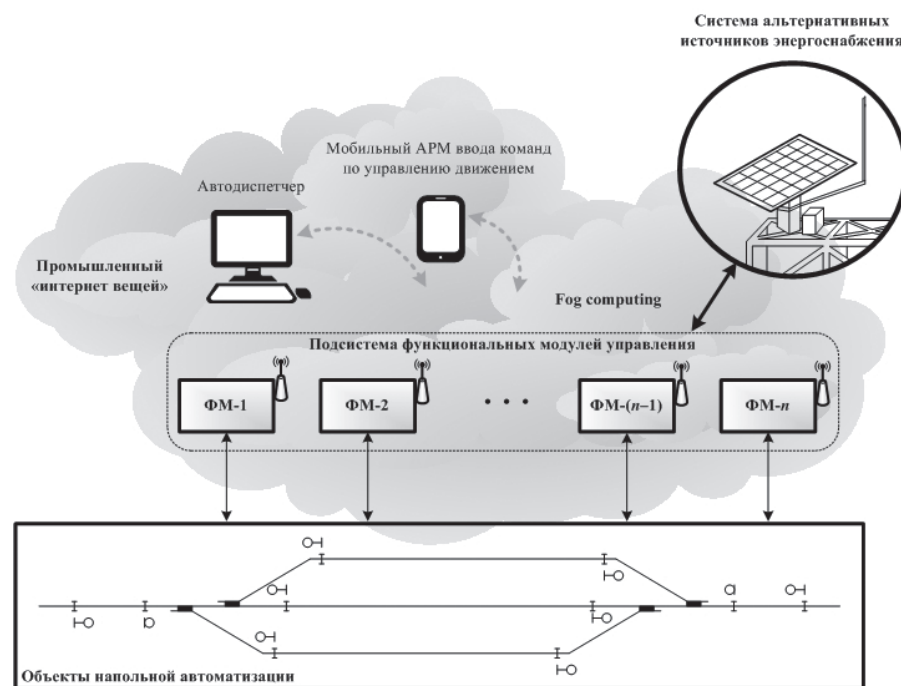 Система альтернативных
источников энергоснабжения
Мобильный АРМ ввода команд
по управлению движением
Автодиспетчер
Промышленный
«интернет вещей»
Fog computing
Подсистема функциональных модулей управления
ФМ-1
ФМ-2
• • •
ФМ-(n–1)
ФМ-n
Объекты напольной автоматизации